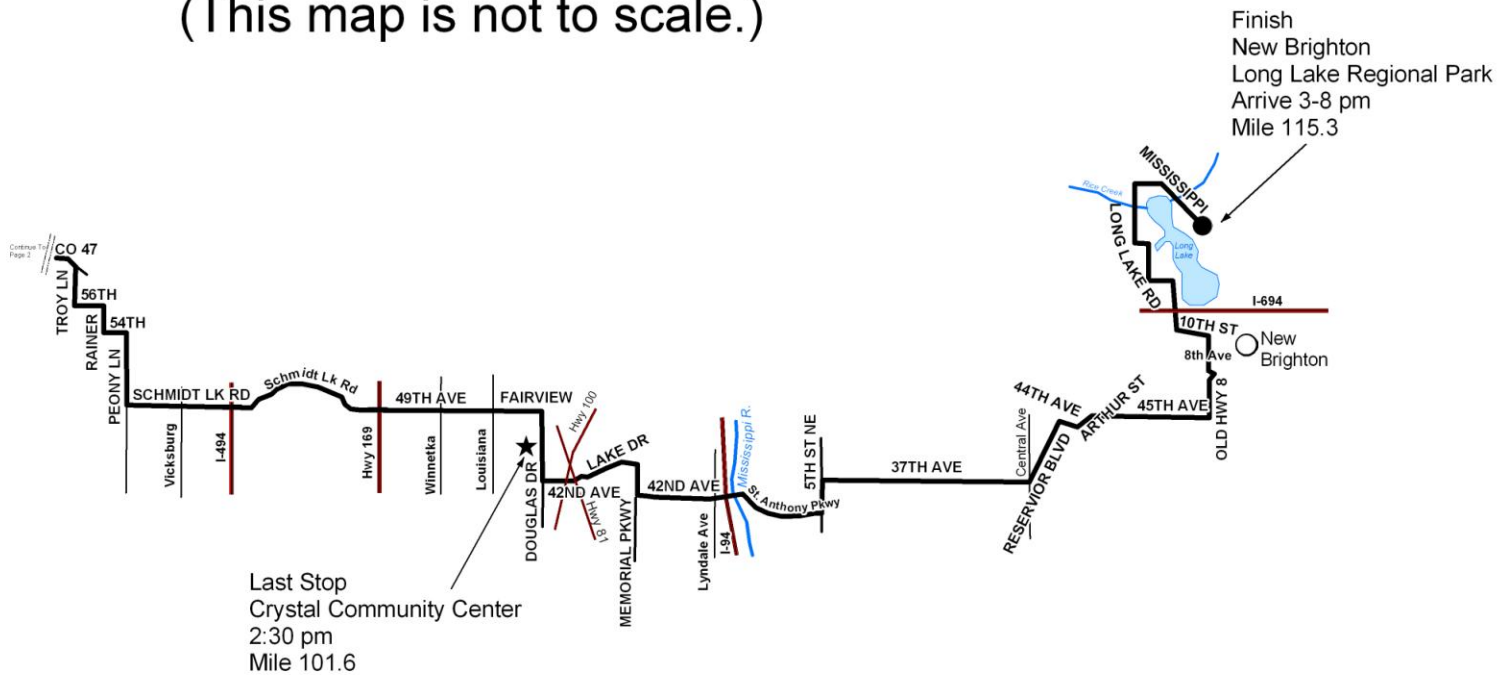 (This map is not to scale.)
Finish
New Brighton
Long Lake Regional Park
Arrive 3-8 pm
Mile 115.3
MISSISSIPPI
Rice Creek
LONG LAKE RD
Long
Lake
I-694
10TH ST
New
Brighton
8th Ave
Continue To
Page 2
CO 47
TROY LN
56TH
RAINER
54TH
PEONY LN
SCHMIDT LK RD
Schmidt Lk Rd
Vicksburg
I-494
Hwy 169
49TH AVE
Winnetka
Louisiana
FAIRVIEW
DOUGLAS DR
Hwy 100
LAKE DR
42ND AVE
Hwy 81
MEMORIAL PKWY
42ND AVE
Lyndale Ave
I-94
Mississippi R.
St. Anthony Pkwy
5TH ST NE
37TH AVE
Central Ave
RESERVIOR BLVD
44TH AVE
ARTHUR ST
45TH AVE
OLD HWY 8
Last Stop
Crystal Community Center
2:30 pm
Mile 101.6